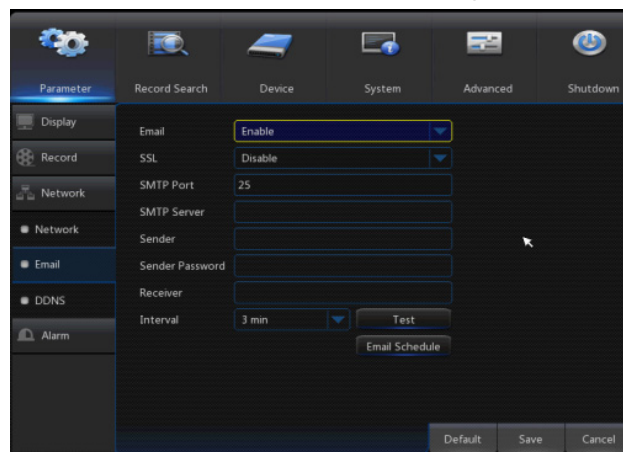 Parameter Record Search Device System Advanced Shutdown
Display
Record
Network
Network
Email
DDNS
Alarm
Email Enable
SSL Disable
SMTP Port 25
SMTP Server
Sender
Sender Password
Receiver
Interval 3 min Test
Email Schedule
Default Save Cancel